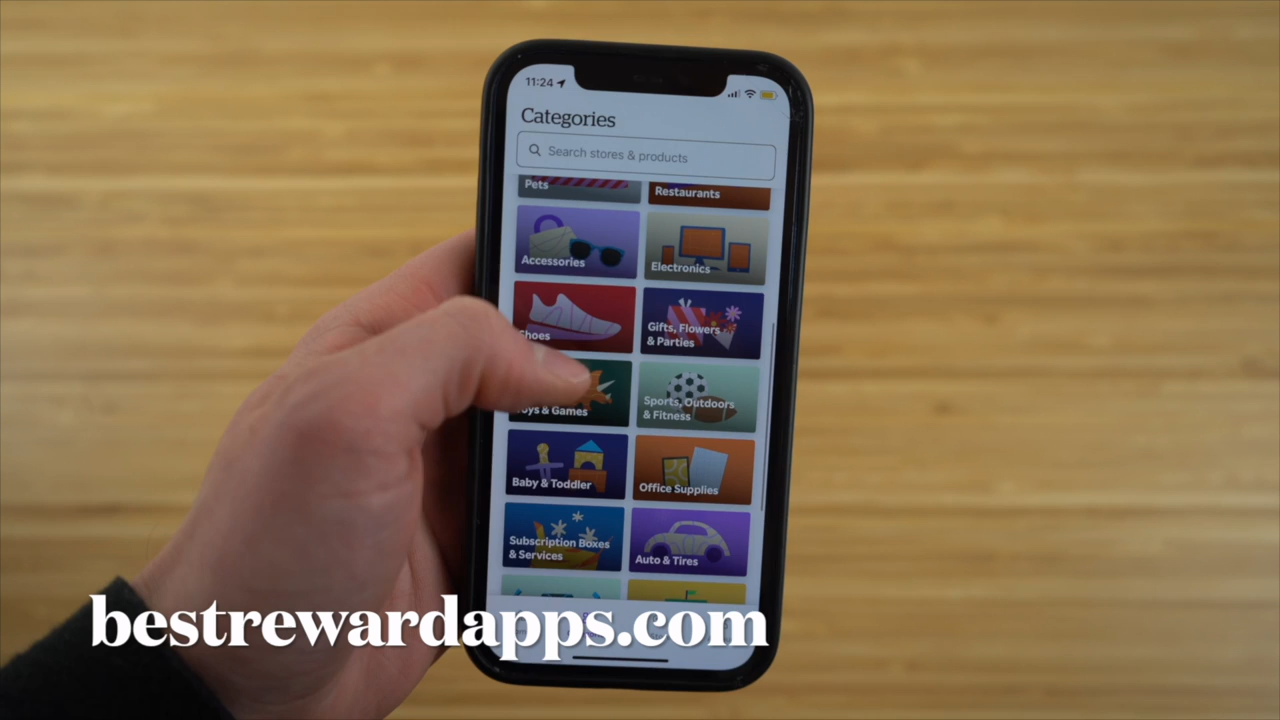 11:24
Categories
Search stores & products
Pets
Restaurants
Accessories
Electronics
Shoes
Gifts, Flowers
& Parties
Toys & Games
Sports, Outdoors
& Fitness
Baby & Toddler
Office Supplies
Subscription Boxes
& Services
Auto & Tires
bestrewardapps.com